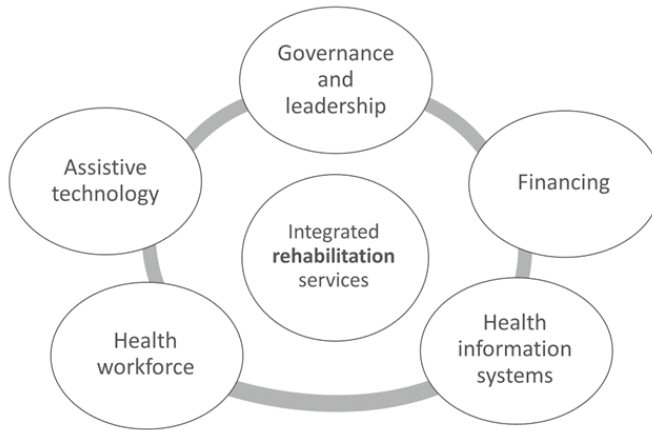 Governance
and
leadership
Assistive
technology
Financing
Integrated
rehabilitation
services
Health
workforce
Health
information
systems